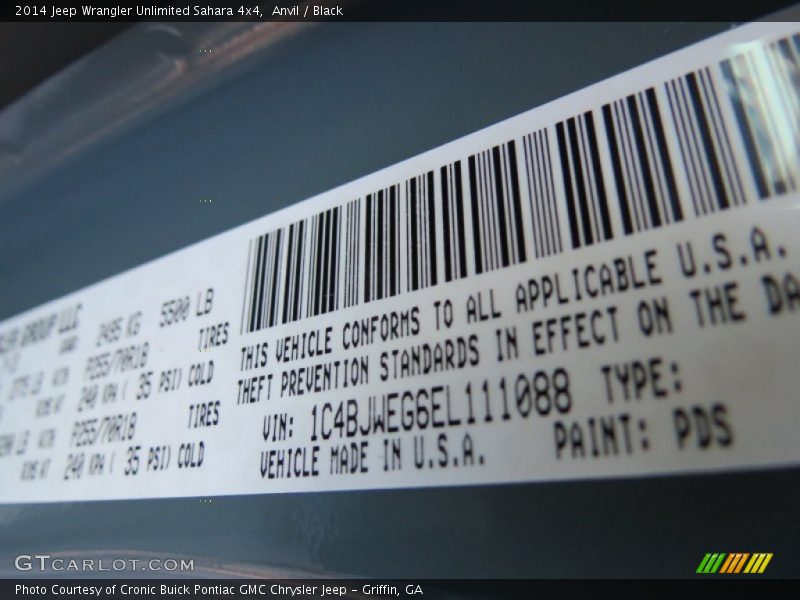 2014 Jeep Wrangler Unlimited Sahara 4x4, Anvil / Black
GROUP LLC
2495 KG 5500 LB
P255/70R18 TIRES
240 KPA ( 35 PSI) COLD
P255/70R18 TIRES
240 KPA ( 35 PSI) COLD
THIS VEHICLE CONFORMS TO ALL APPLICABLE U.S.A.
THEFT PREVENTION STANDARDS IN EFFECT ON THE DA
VIN: 1C4BJWEG6EL111088 TYPE:
VEHICLE MADE IN U.S.A. PAINT: PDS
GTCARLOT.COM
Photo Courtesy of Cronic Buick Pontiac GMC Chrysler Jeep – Griffin, GA